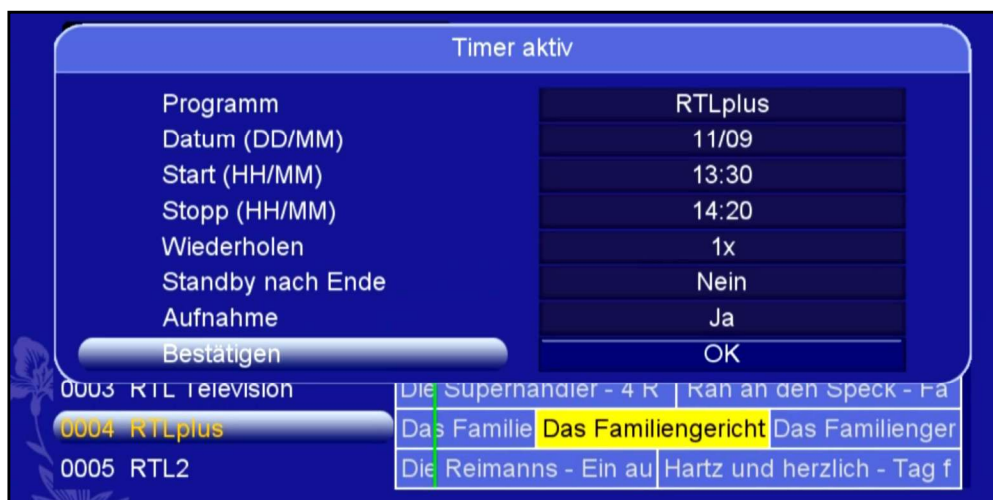 Timer aktiv
Programm RTLplus
Datum (DD/MM) 11/09
Start (HH/MM) 13:30
Stopp (HH/MM) 14:20
Wiederholen 1x
Standby nach Ende Nein
Aufnahme Ja
Bestätigen OK
0003 RTL Television Die Superhändler - 4 R Ran an den Speck - Fa
0004 RTLplus Das Familie Das Familiengericht Das Familienger
0005 RTL2 Die Reimanns - Ein au Hartz und herzlich - Tag f